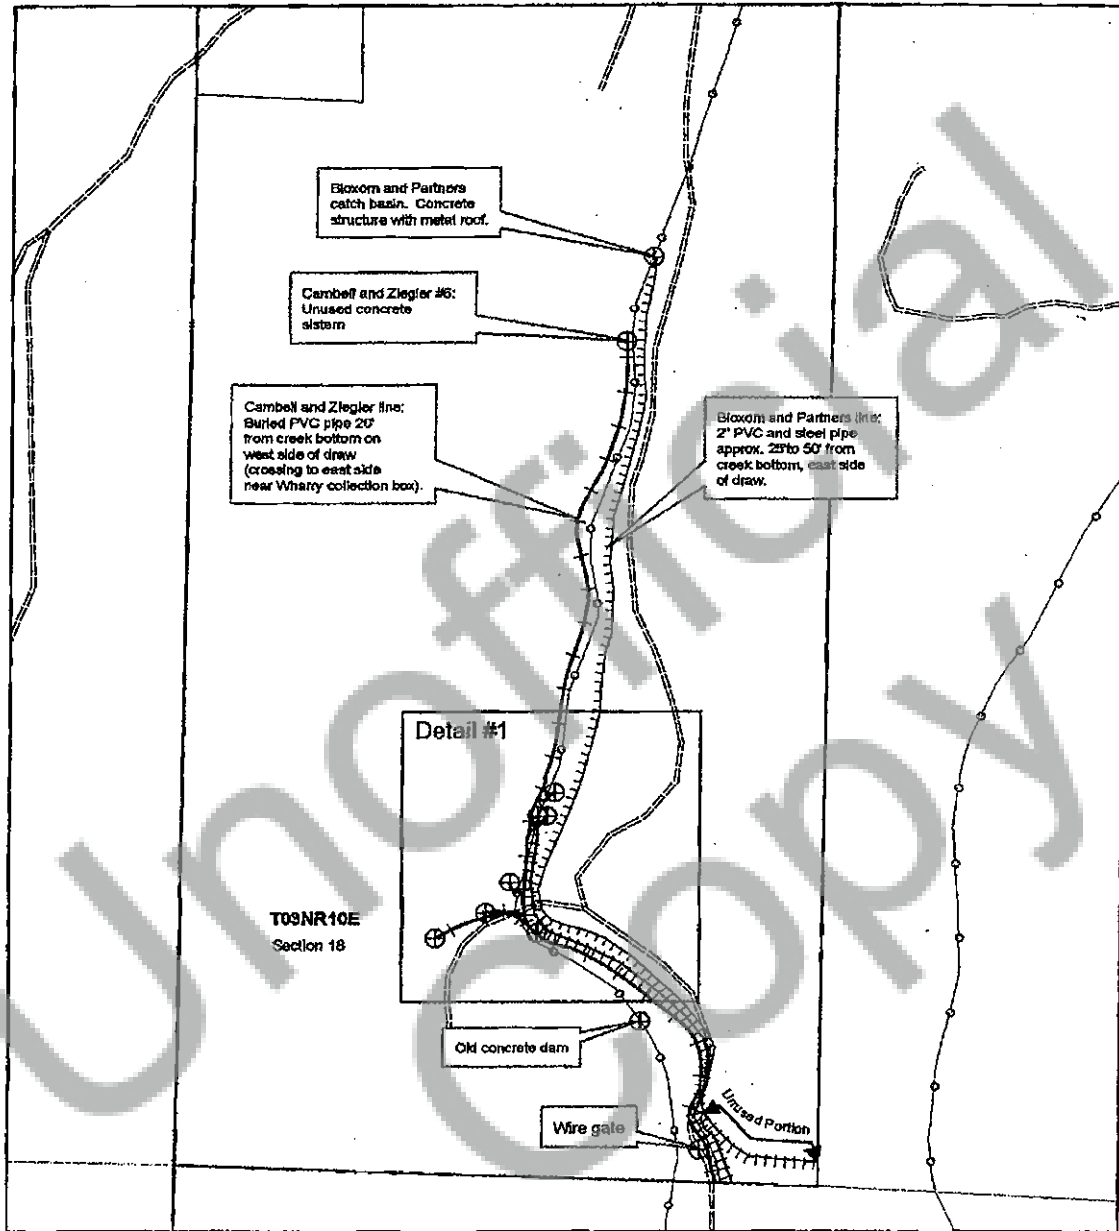 Bloxom and Partners
catch basin. Concrete
structure with metal roof.
Cambell and Ziegler #6:
Unused concrete
sistern
Cambell and Ziegler line:
Buried PVC pipe 20'
from creek bottom on
west side of draw
(crossing to east side
near Wharry collection box).
Bloxom and Partners line:
2" PVC and steel pipe
approx. 25' to 50' from
creek bottom, east side
of draw.
Detail #1
T03NR10E
Section 18
Old concrete dam
Unused Portion
Wire gate
Unofficial
Copy